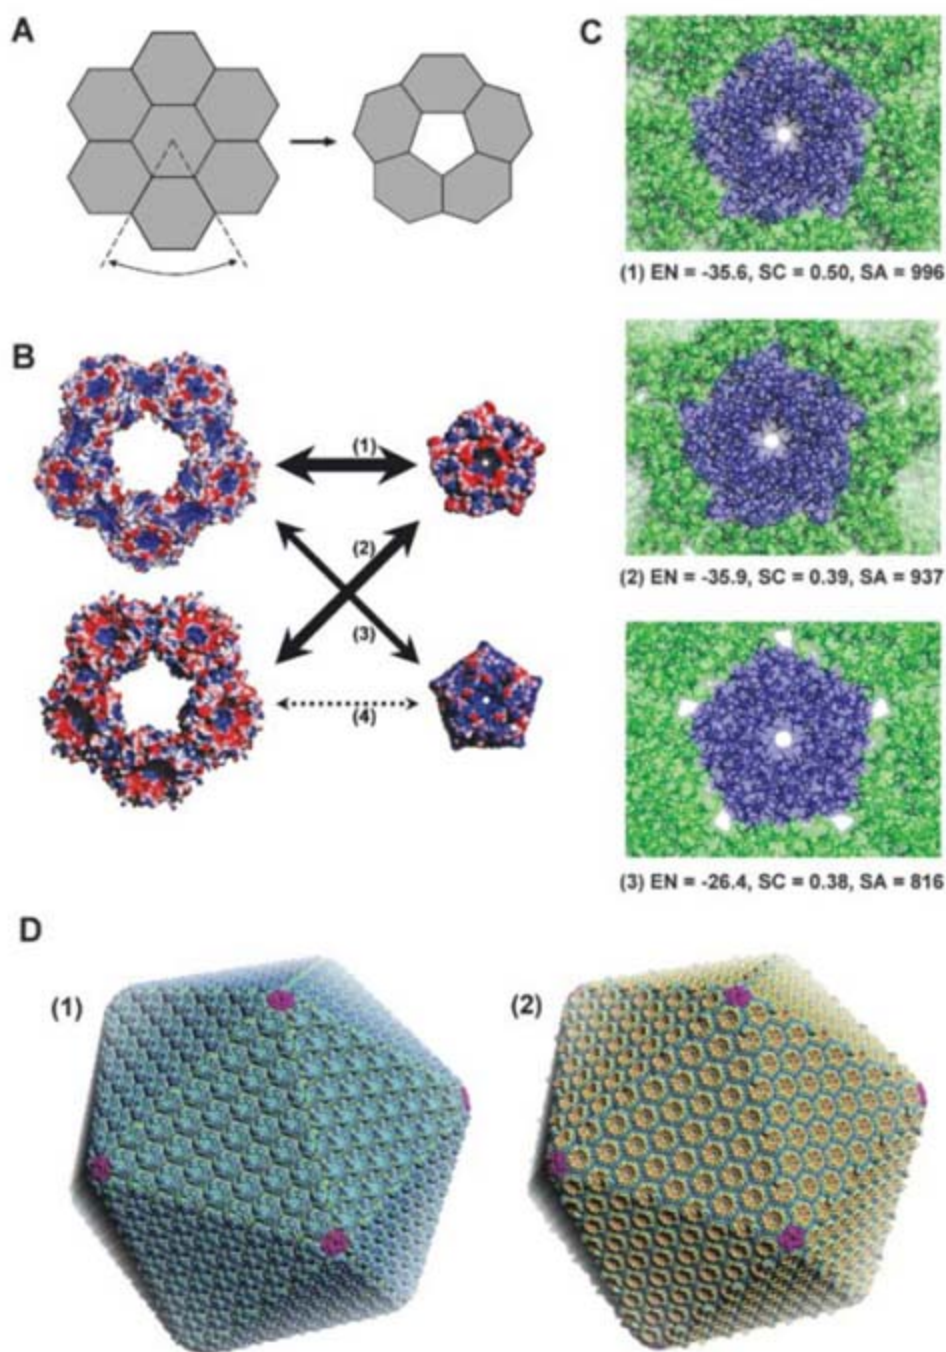 A
C
(1) EN = -35.6, SC = 0.50, SA = 996
B
(1)
(2)
(3)
(4)
(2) EN = -35.9, SC = 0.39, SA = 937
(3) EN = -26.4, SC = 0.38, SA = 816
D
(1)
(2)